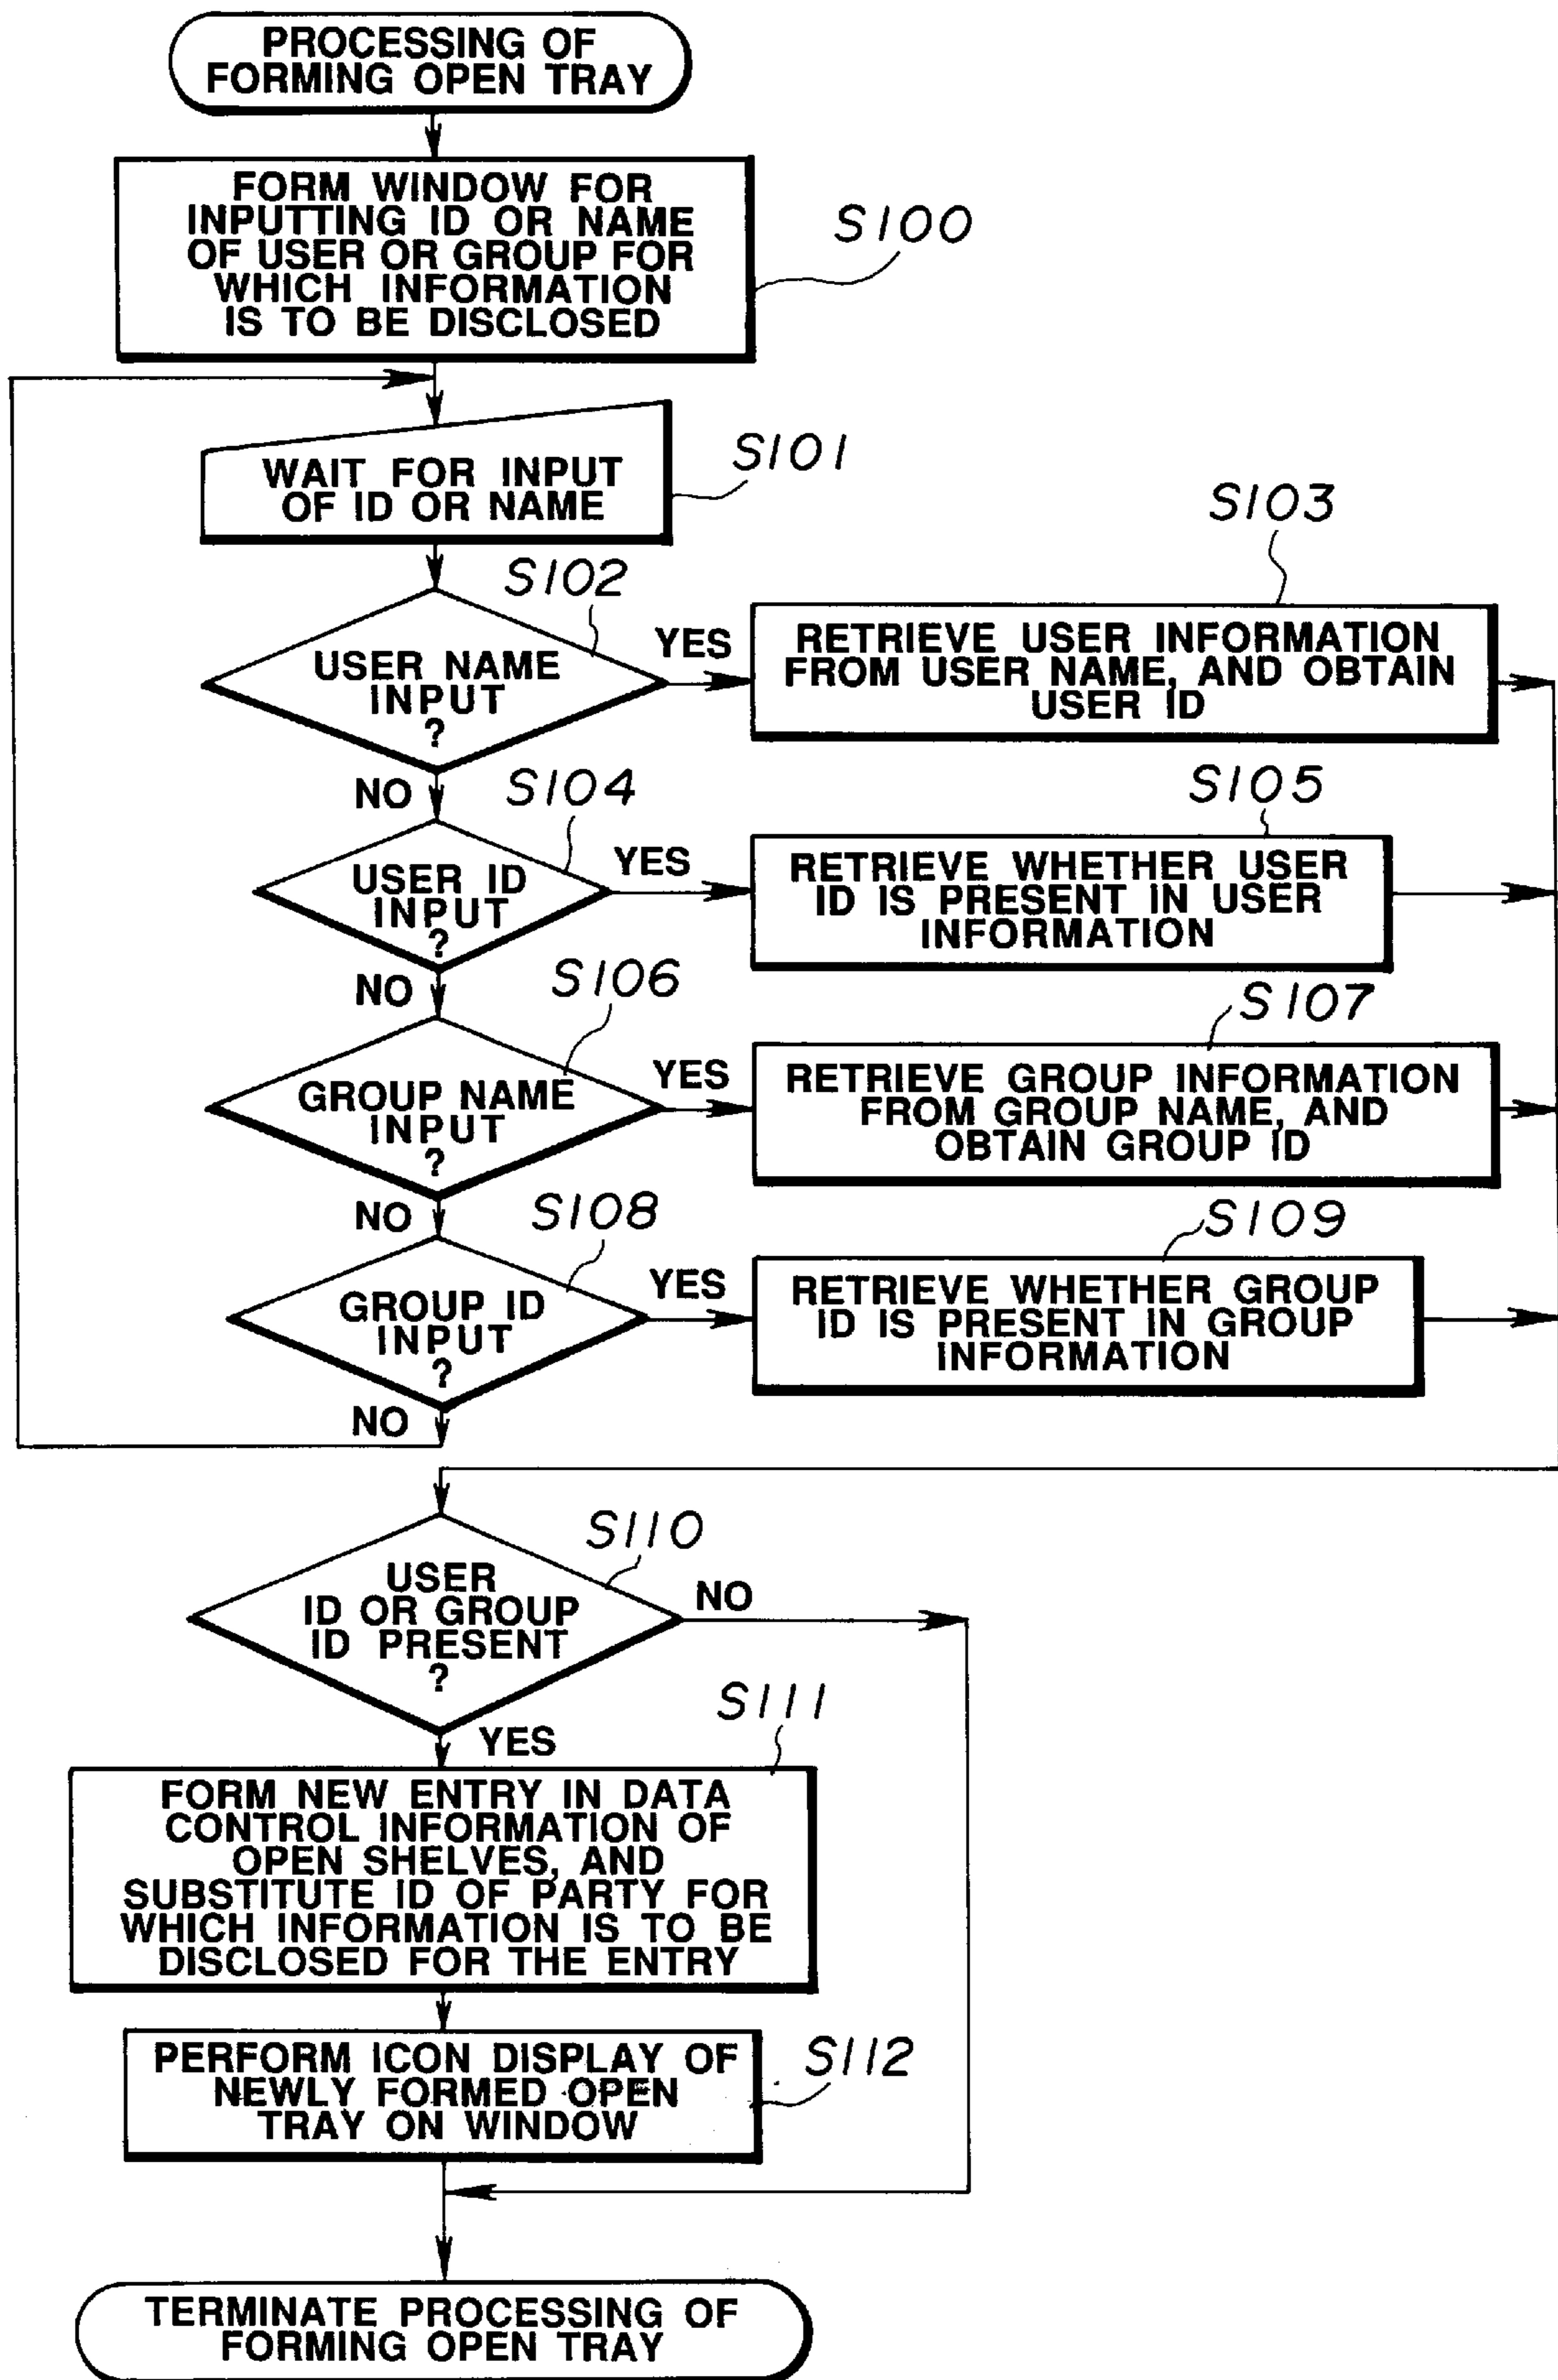 PROCESSING OF
FORMING OPEN TRAY
FORM WINDOW FOR
INPUTTING ID OR NAME
OF USER OR GROUP FOR
WHICH INFORMATION
IS TO BE DISCLOSED
S100
WAIT FOR INPUT
OF ID OR NAME
S101
USER NAME
INPUT
?
S102
YES
RETRIEVE USER INFORMATION
FROM USER NAME, AND OBTAIN
USER ID
S103
NO
USER ID
INPUT
?
S104
YES
RETRIEVE WHETHER USER
ID IS PRESENT IN USER
INFORMATION
S105
NO
GROUP NAME
INPUT
?
S106
YES
RETRIEVE GROUP INFORMATION
FROM GROUP NAME, AND
OBTAIN GROUP ID
S107
NO
GROUP ID
INPUT
?
S108
YES
RETRIEVE WHETHER GROUP
ID IS PRESENT IN GROUP
INFORMATION
S109
NO
USER
ID OR GROUP
ID PRESENT
?
S110
NO
YES
FORM NEW ENTRY IN DATA
CONTROL INFORMATION OF
OPEN SHELVES, AND
SUBSTITUTE ID OF PARTY FOR
WHICH INFORMATION IS TO BE
DISCLOSED FOR THE ENTRY
S111
PERFORM ICON DISPLAY OF
NEWLY FORMED OPEN
TRAY ON WINDOW
S112
TERMINATE PROCESSING OF
FORMING OPEN TRAY